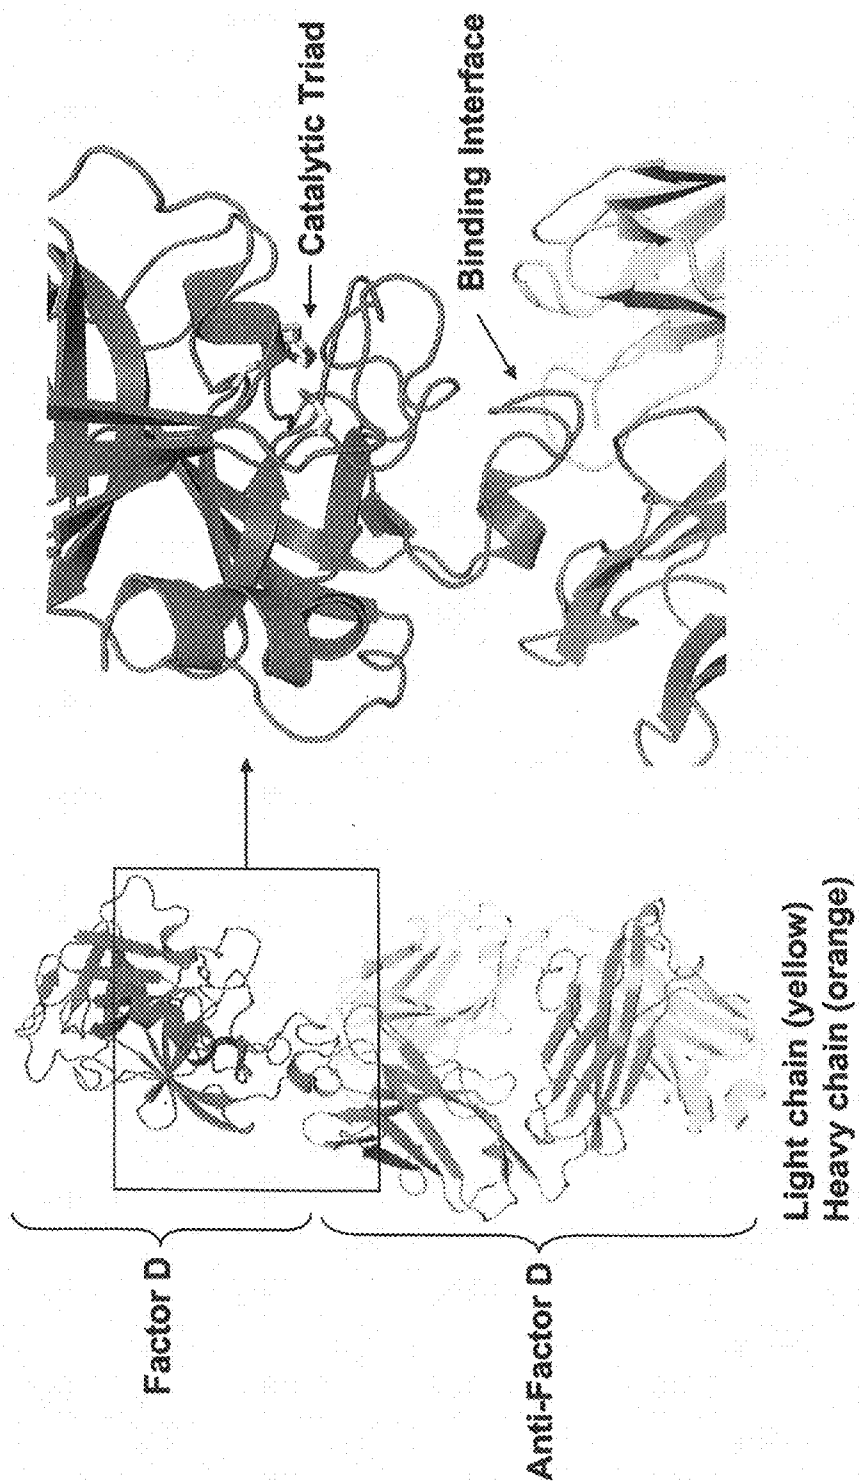 Factor D
Anti-Factor D
Light chain (yellow)
Heavy chain (orange)
Catalytic Triad
Binding Interface